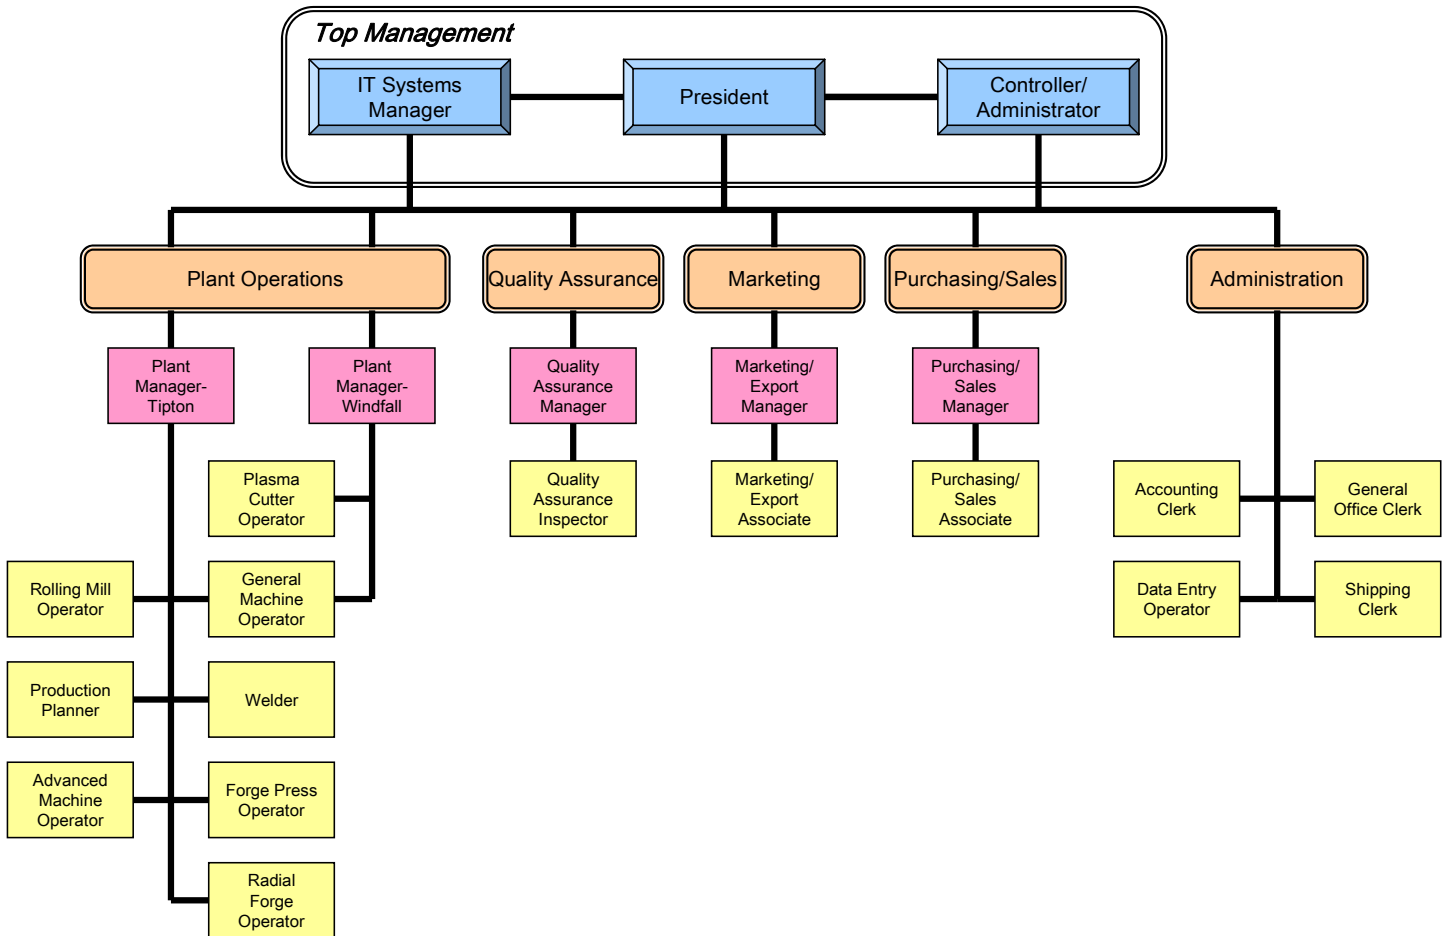 Top Management
IT Systems
Manager
President
Controller/
Administrator
Plant Operations
Quality Assurance
Marketing
Purchasing/Sales
Administration
Plant
Manager-
Tipton
Plant
Manager-
Windfall
Quality
Assurance
Manager
Marketing/
Export
Manager
Purchasing/
Sales
Manager
Plasma
Cutter
Operator
Quality
Assurance
Inspector
Marketing/
Export
Associate
Purchasing/
Sales
Associate
Accounting
Clerk
General
Office Clerk
Rolling Mill
Operator
General
Machine
Operator
Data Entry
Operator
Shipping
Clerk
Production
Planner
Welder
Advanced
Machine
Operator
Forge Press
Operator
Radial
Forge
Operator